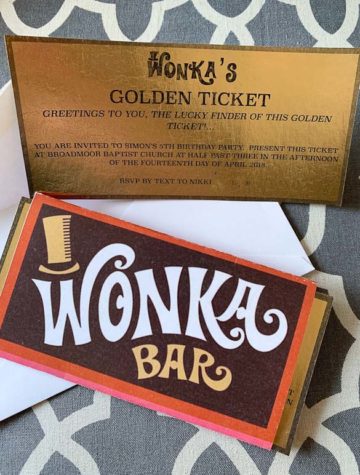 WONKA'S
GOLDEN TICKET
GREETINGS TO YOU, THE LUCKY FINDER OF THIS GOLDEN
TICKET!...
YOU ARE INVITED TO SIMON'S 5TH BIRTHDAY PARTY. PRESENT THIS TICKET
AT BROADMOOR BAPTIST CHURCH AT HALF PAST THREE IN THE AFTERNOON
OF THE FOURTEENTH DAY OF APRIL 2018.
RSVP BY TEXT TO NIKKI
WONKA
BAR